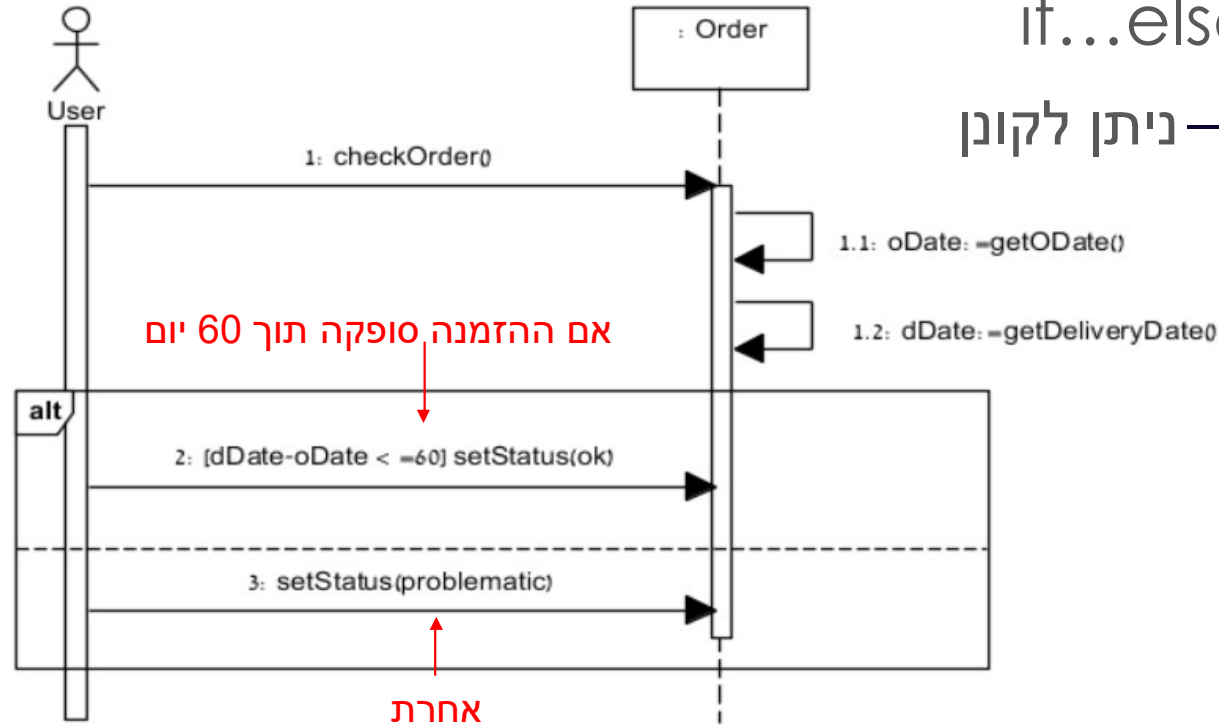 if...else
ניתן לקונן –
: Order
User
1: checkOrder()
1.1: oDate:=getODate()
1.2: dDate:=getDeliveryDate()
אם ההזמנה סופקה תוך 60 יום
alt
2: [dDate-oDate < =60] setStatus(ok)
3: setStatus(problematic)
אחרת